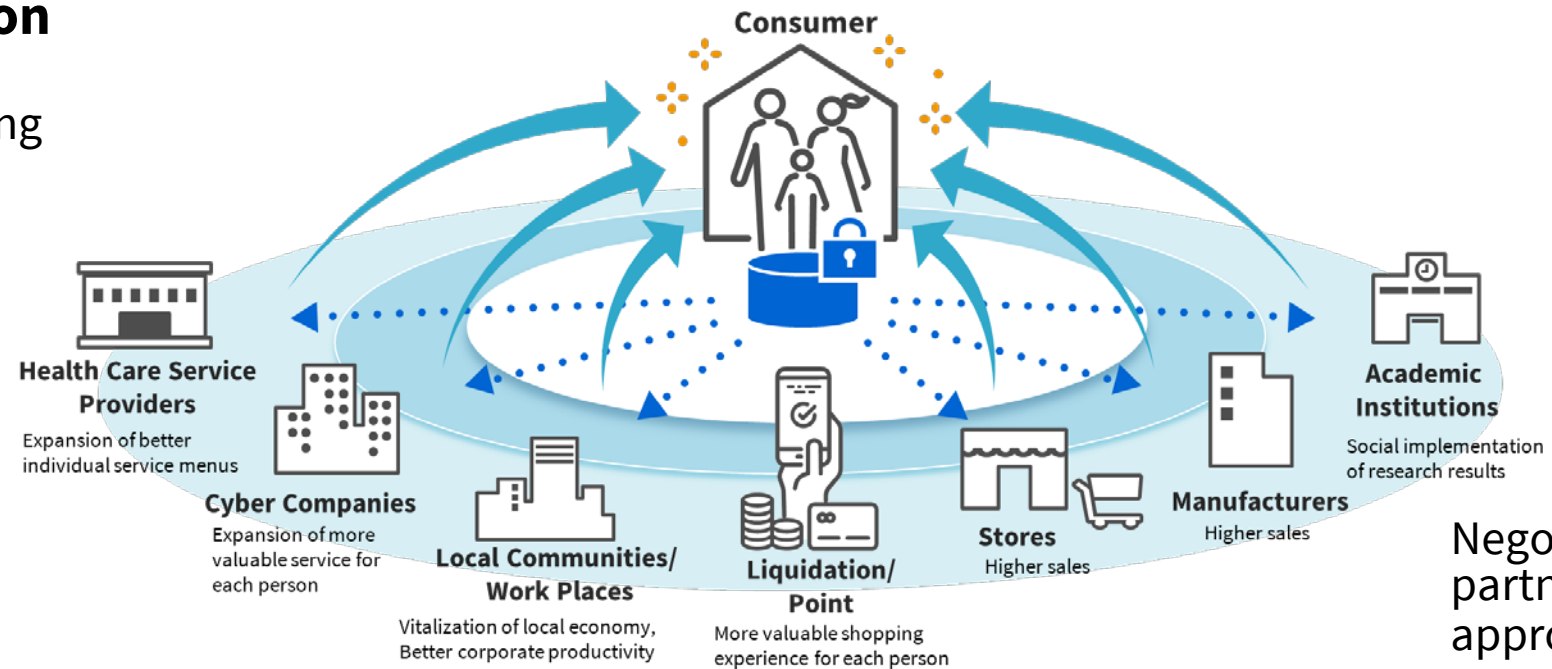 on
ng
Consumer
Health Care Service
Providers
Expansion of better
individual service menus
Cyber Companies
Expansion of more
valuable service for
each person
Local Communities/
Work Places
Vitalization of local economy,
Better corporate productivity
Liquidation/
Point
More valuable shopping
experience for each person
Stores
Higher sales
Manufacturers
Higher sales
Academic
Institutions
Social implementation
of research results
Nego
partn
appro